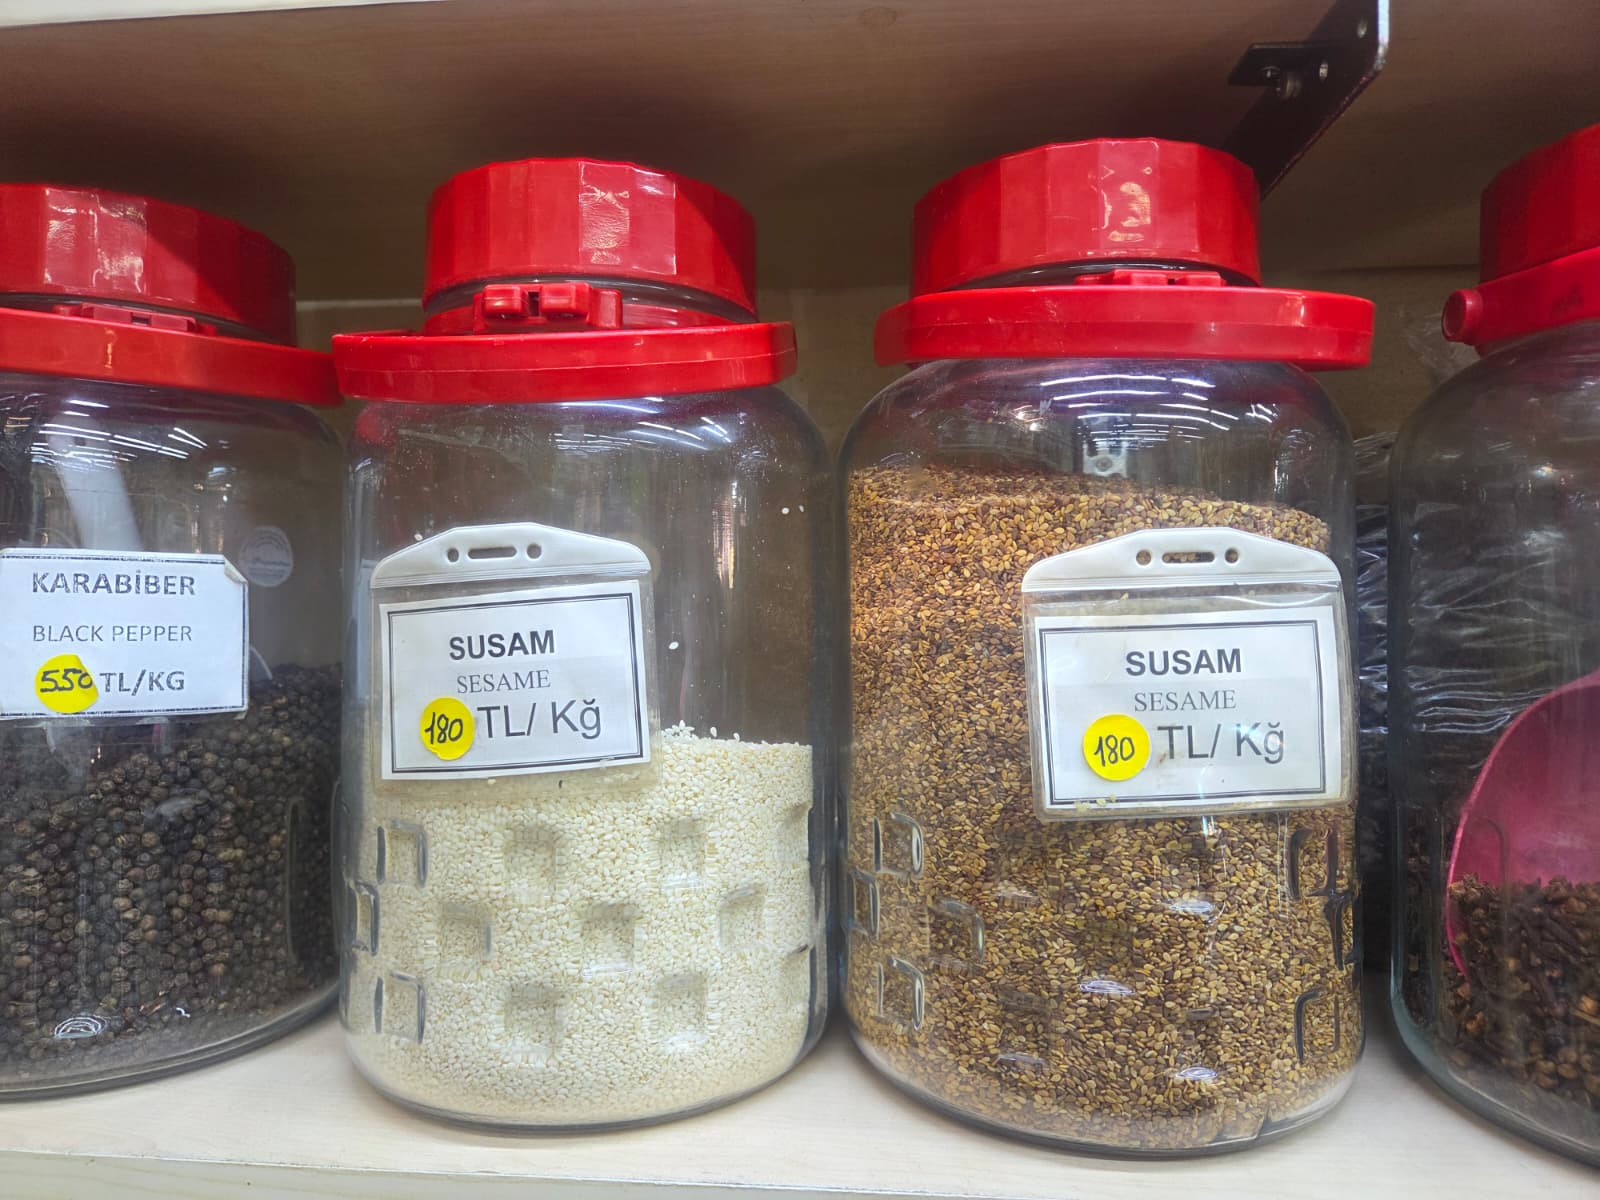 KARABİBER
BLACK PEPPER
550 TL/KG
SUSAM
SESAME
180 TL/ Kğ
SUSAM
SESAME
180 TL/ Kğ